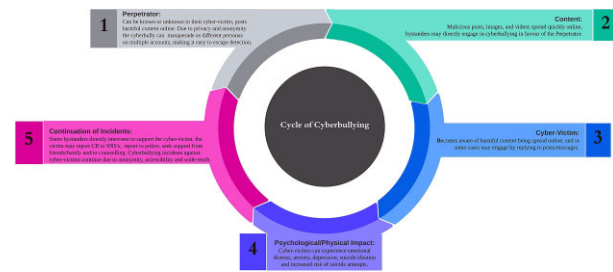 1
Perpetrator:
Can be known or unknown to their cyber-victim, posts
harmful content online. Due to privacy and anonymity
the cyberbully can masquerade as different personas
on multiple accounts, making it easy to escape detection.
2
Content:
Malicious posts, images, and videos spread quickly online,
bystanders may directly engage in cyberbullying in favour of the Perpetrator.
Cycle of Cyberbullying
3
Cyber-Victim:
Becomes aware of harmful content being spread online, and in
some cases may engage by replying to posts/messages.
4
Psychological/Physical Impact:
Cyber-victims can experience emotional
distress, anxiety, depression, suicide ideation
and increased risk of suicide attempts.
5
Continuation of Incidents:
Some bystanders directly intervene to support the cyber-victim, the
victim may report CB to SNS's, report to police, seek support from
friends/family and/or counselling. Cyberbullying incidents against
cyber-victims continue due to anonymity, accessibility and